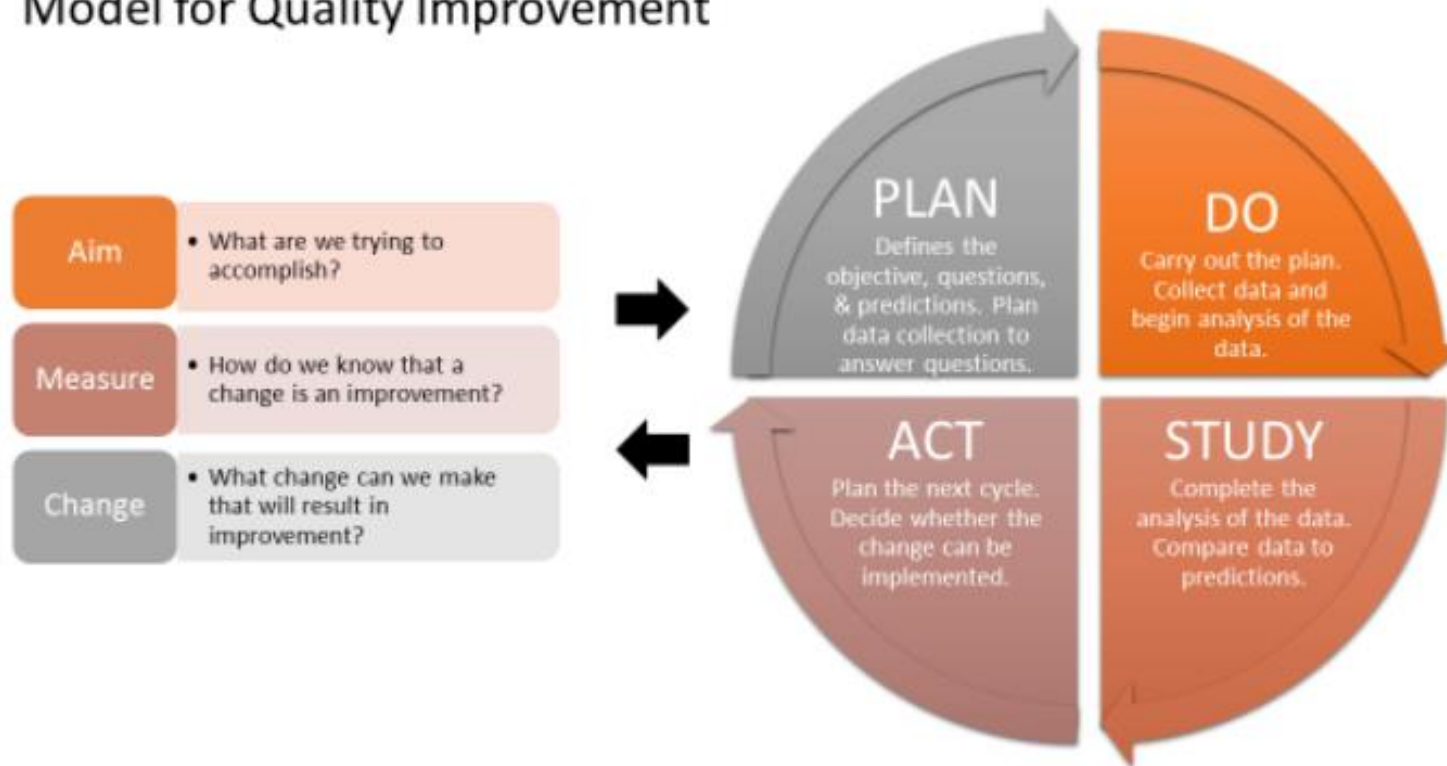 Model for Quality Improvement
Aim
• What are we trying to
accomplish?
Measure
• How do we know that a
change is an improvement?
Change
• What change can we make
that will result in
improvement?
PLAN
Defines the
objective, questions,
& predictions. Plan
data collection to
answer questions.
DO
Carry out the plan.
Collect data and
begin analysis of the
data.
STUDY
Complete the
analysis of the data.
Compare data to
predictions.
ACT
Plan the next cycle.
Decide whether the
change can be
implemented.